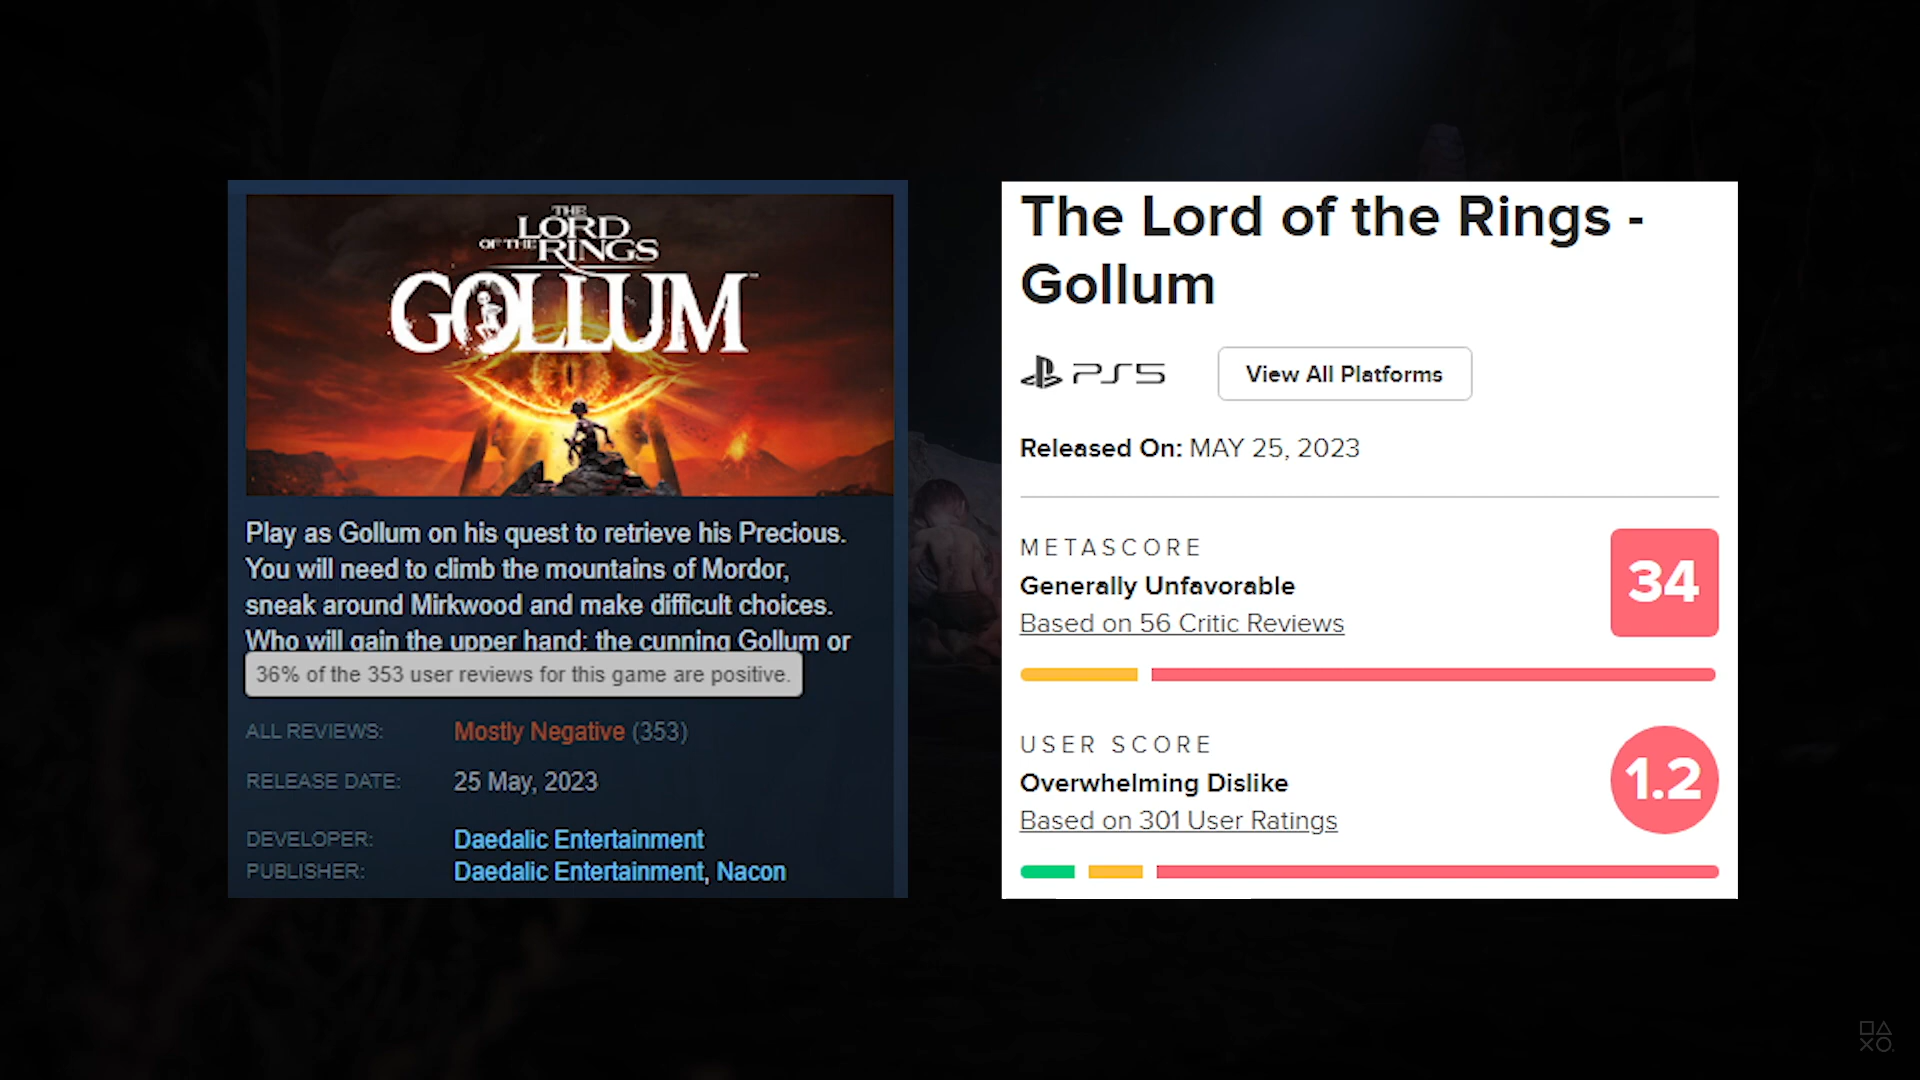 THE
LORD
OF THE RINGS
GOLLUM™
Play as Gollum on his quest to retrieve his Precious.
You will need to climb the mountains of Mordor,
sneak around Mirkwood and make difficult choices.
Who will gain the upper hand: the cunning Gollum or
36% of the 353 user reviews for this game are positive.
ALL REVIEWS: Mostly Negative (353)
RELEASE DATE: 25 May, 2023
DEVELOPER: Daedalic Entertainment
PUBLISHER: Daedalic Entertainment, Nacon
The Lord of the Rings -
Gollum
PS5 View All Platforms
Released On: MAY 25, 2023
METASCORE
Generally Unfavorable
Based on 56 Critic Reviews
34
USER SCORE
Overwhelming Dislike
Based on 301 User Ratings
1.2